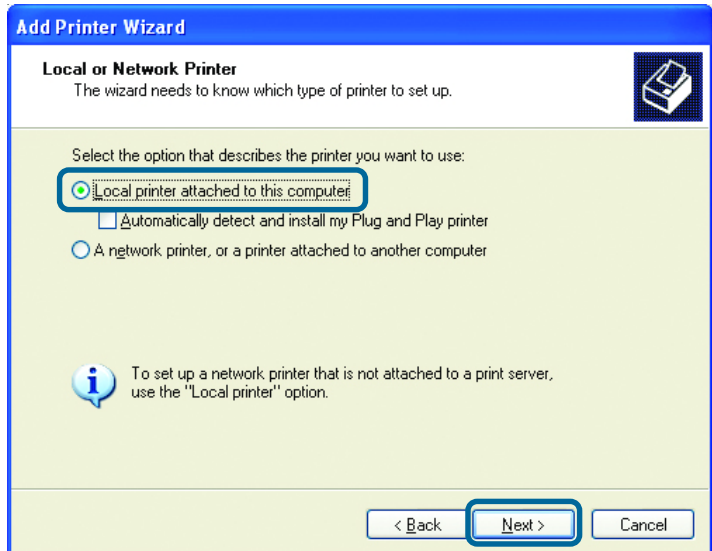 Add Printer Wizard
Local or Network Printer
The wizard needs to know which type of printer to set up.
Select the option that describes the printer you want to use:
Local printer attached to this computer
Automatically detect and install my Plug and Play printer
A network printer, or a printer attached to another computer
To set up a network printer that is not attached to a print server,
use the "Local printer" option.
< Back Next > Cancel